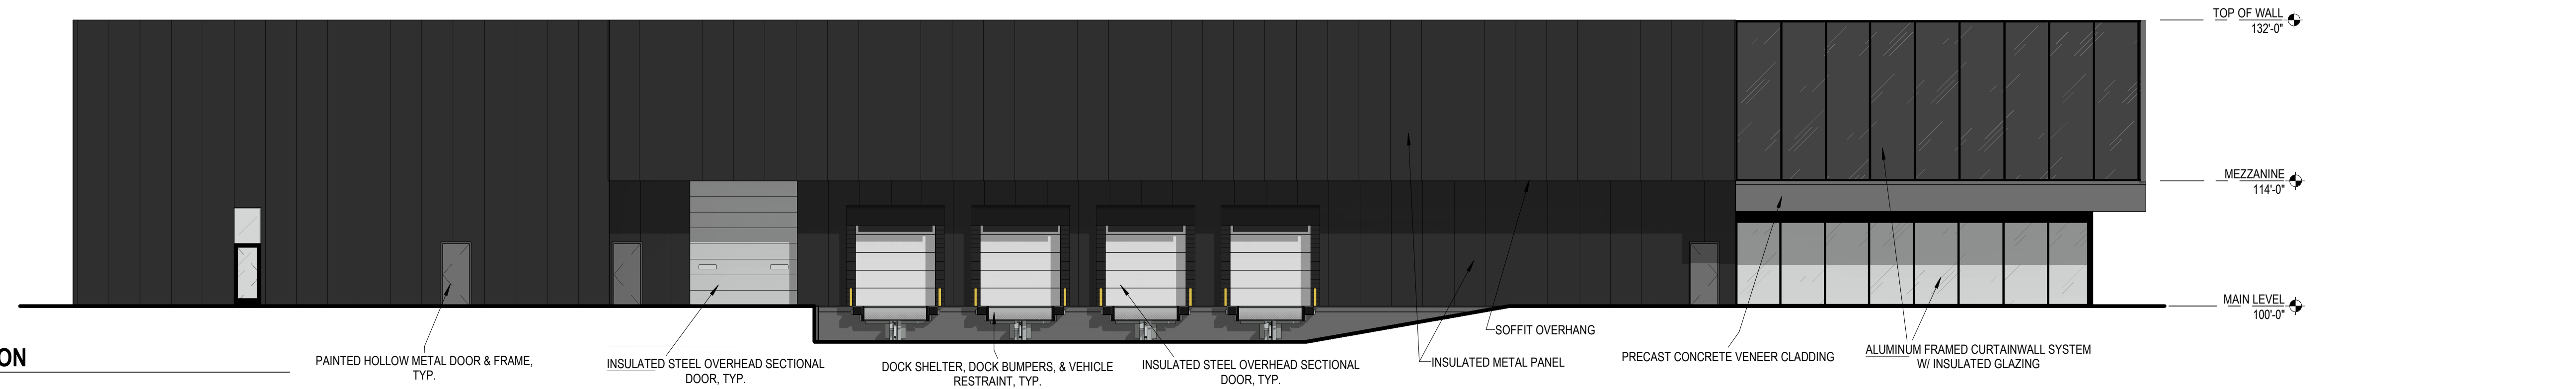 TOP OF WALL
132'-0"
MEZZANINE
114'-0"
MAIN LEVEL
100'-0"
ON
PAINTED HOLLOW METAL DOOR & FRAME,
TYP.
INSULATED STEEL OVERHEAD SECTIONAL
DOOR, TYP.
DOCK SHELTER, DOCK BUMPERS, & VEHICLE
RESTRAINT, TYP.
INSULATED STEEL OVERHEAD SECTIONAL
DOOR, TYP.
SOFFIT OVERHANG
INSULATED METAL PANEL
PRECAST CONCRETE VENEER CLADDING
ALUMINUM FRAMED CURTAINWALL SYSTEM
W/ INSULATED GLAZING